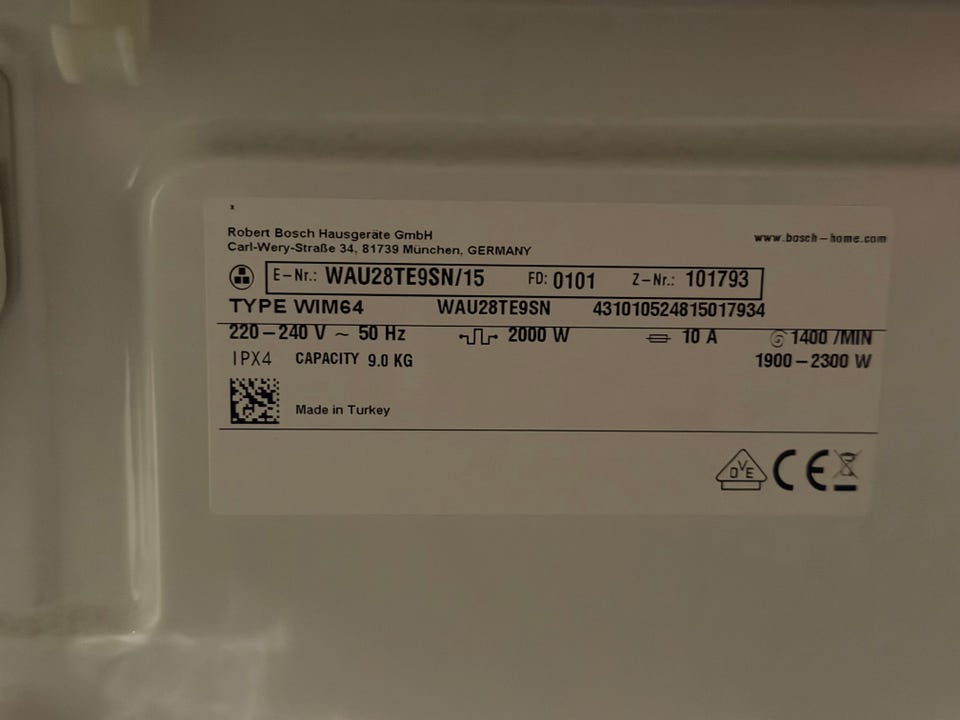 Robert Bosch Hausgeräte GmbH
Carl-Wery-Straße 34, 81739 München, GERMANY
www.bosch-home.com
E-Nr.: WAU28TE9SN/15 FD: 0101 Z-Nr.: 101793
TYPE WIM64 WAU28TE9SN 431010524815017934
220-240 V ~ 50 Hz 2000 W 10 A 1400 /MIN
IPX4 CAPACITY 9.0 KG 1900-2300 W
Made in Turkey
DVE CE